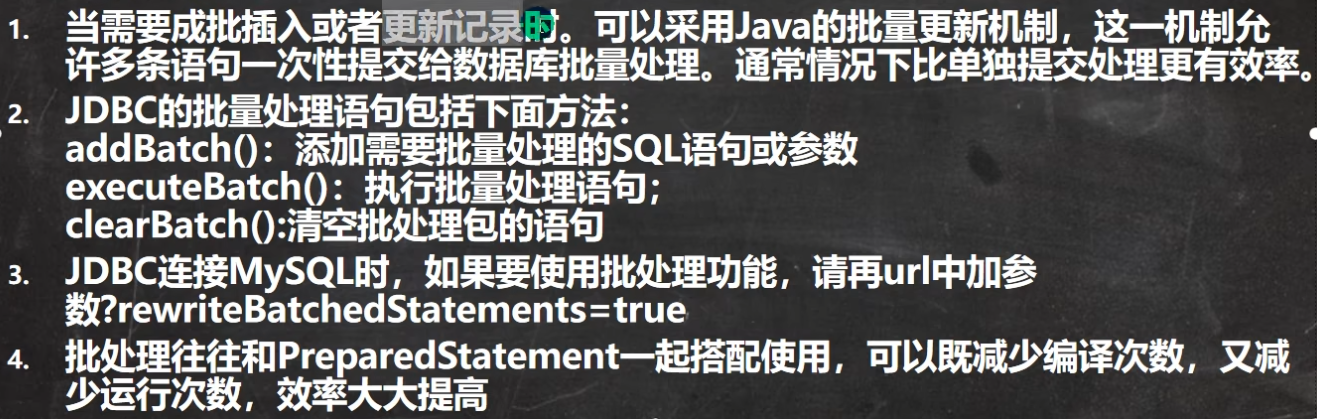 1. 当需要成批插入或者更新记录时。可以采用Java的批量更新机制，这一机制允
许多条语句一次性提交给数据库批量处理。通常情况下比单独提交处理更有效率。
2. JDBC的批量处理语句包括下面方法：
addBatch()：添加需要批量处理的SQL语句或参数
executeBatch()：执行批量处理语句；
clearBatch():清空批处理包的语句
3. JDBC连接MySQL时，如果要使用批处理功能，请再url中加参
数?rewriteBatchedStatements=true
4. 批处理往往和PreparedStatement一起搭配使用，可以既减少编译次数，又减
少运行次数，效率大大提高